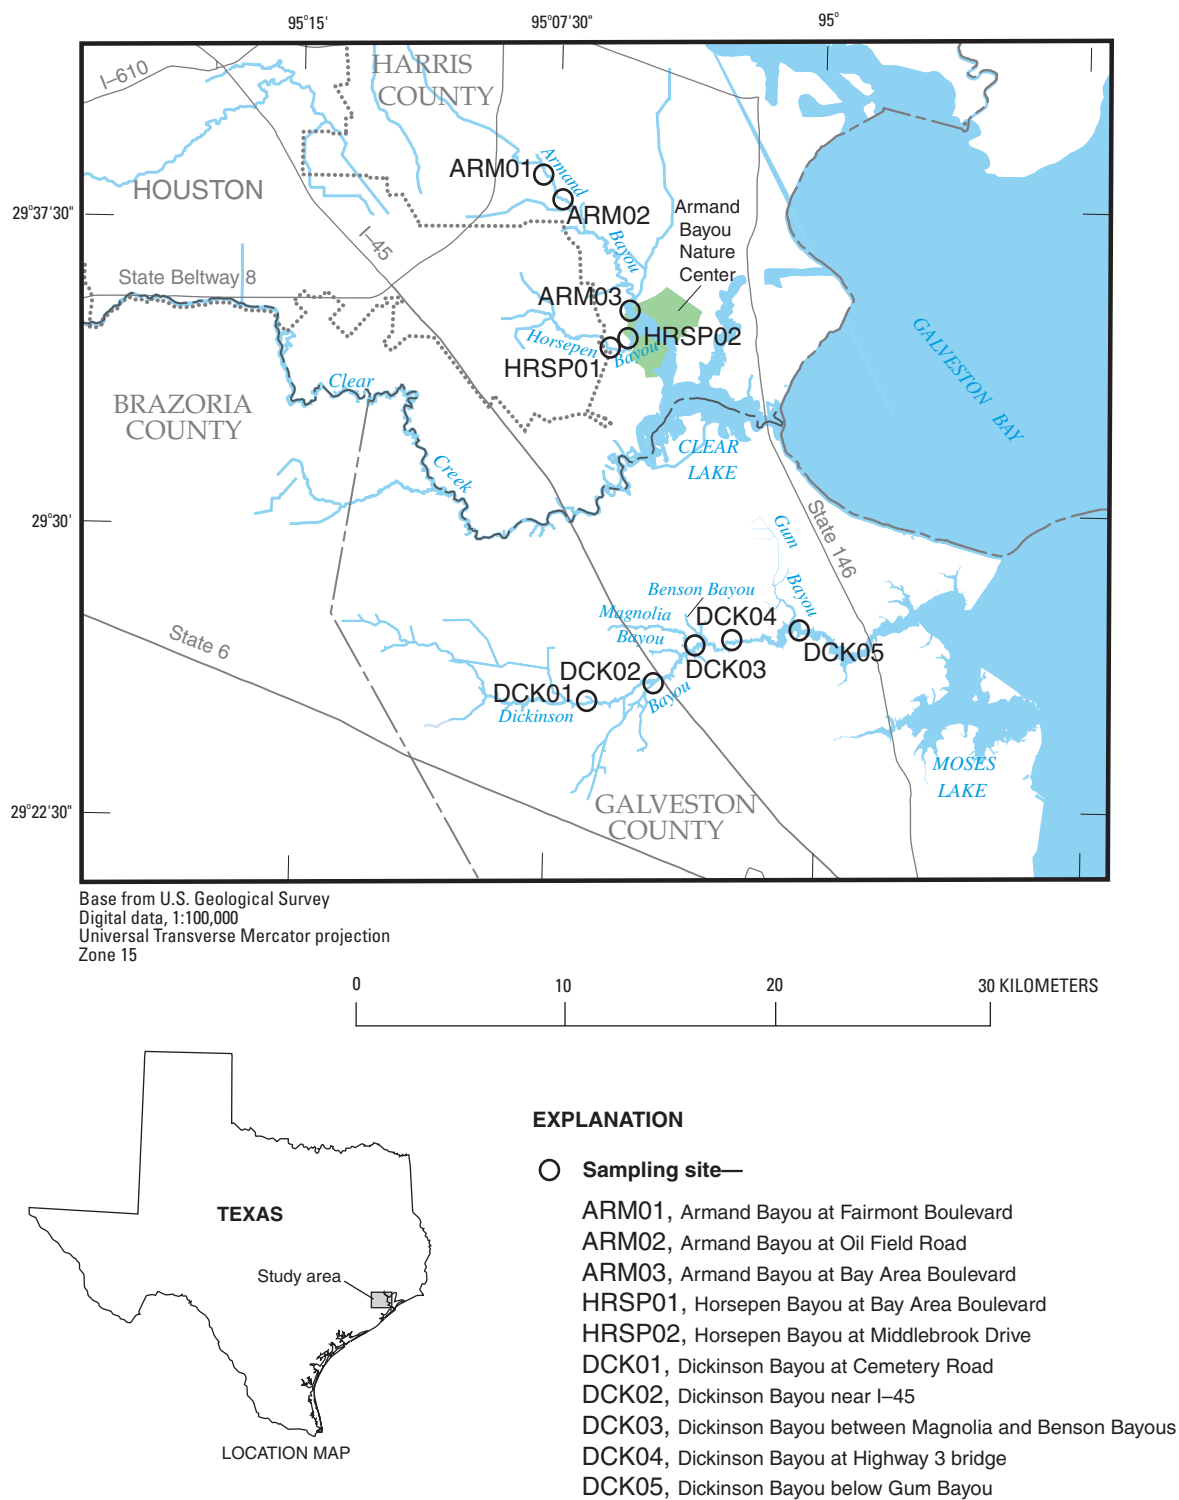 95°15'
95°07'30"
95°
I–610
HARRIS
COUNTY
ARM01
Armand
HOUSTON
29°37'30"
ARM02
Armand
Bayou
Nature
Center
I–45
Bayou
State Beltway 8
ARM03
HRSP02
Horsepen
Bayou
HRSP01
GALVESTON BAY
Clear
BRAZORIA
COUNTY
CLEAR
LAKE
Creek
29°30'
State 146
Gum
Bayou
Benson Bayou
Magnolia
Bayou
DCK04
State 6
DCK05
DCK03
DCK02
DCK01
Bayou
Dickinson
MOSES
LAKE
GALVESTON
COUNTY
29°22'30"
Base from U.S. Geological Survey
Digital data, 1:100,000
Universal Transverse Mercator projection
Zone 15
0 10 20 30 KILOMETERS
EXPLANATION
Sampling site—
ARM01, Armand Bayou at Fairmont Boulevard
ARM02, Armand Bayou at Oil Field Road
ARM03, Armand Bayou at Bay Area Boulevard
HRSP01, Horsepen Bayou at Bay Area Boulevard
HRSP02, Horsepen Bayou at Middlebrook Drive
DCK01, Dickinson Bayou at Cemetery Road
DCK02, Dickinson Bayou near I–45
DCK03, Dickinson Bayou between Magnolia and Benson Bayous
DCK04, Dickinson Bayou at Highway 3 bridge
DCK05, Dickinson Bayou below Gum Bayou
TEXAS
Study area
LOCATION MAP